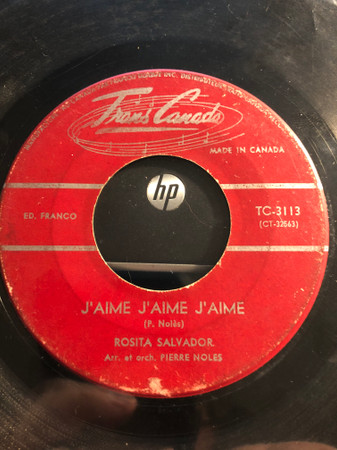 Trans Canada
MADE IN CANADA
ED. FRANCO
TC-3113
(CT-32563)
hp
J'AIME J'AIME J'AIME
(P. Nolès)
ROSITA SALVADOR
Arr. et orch. PIERRE NOLES